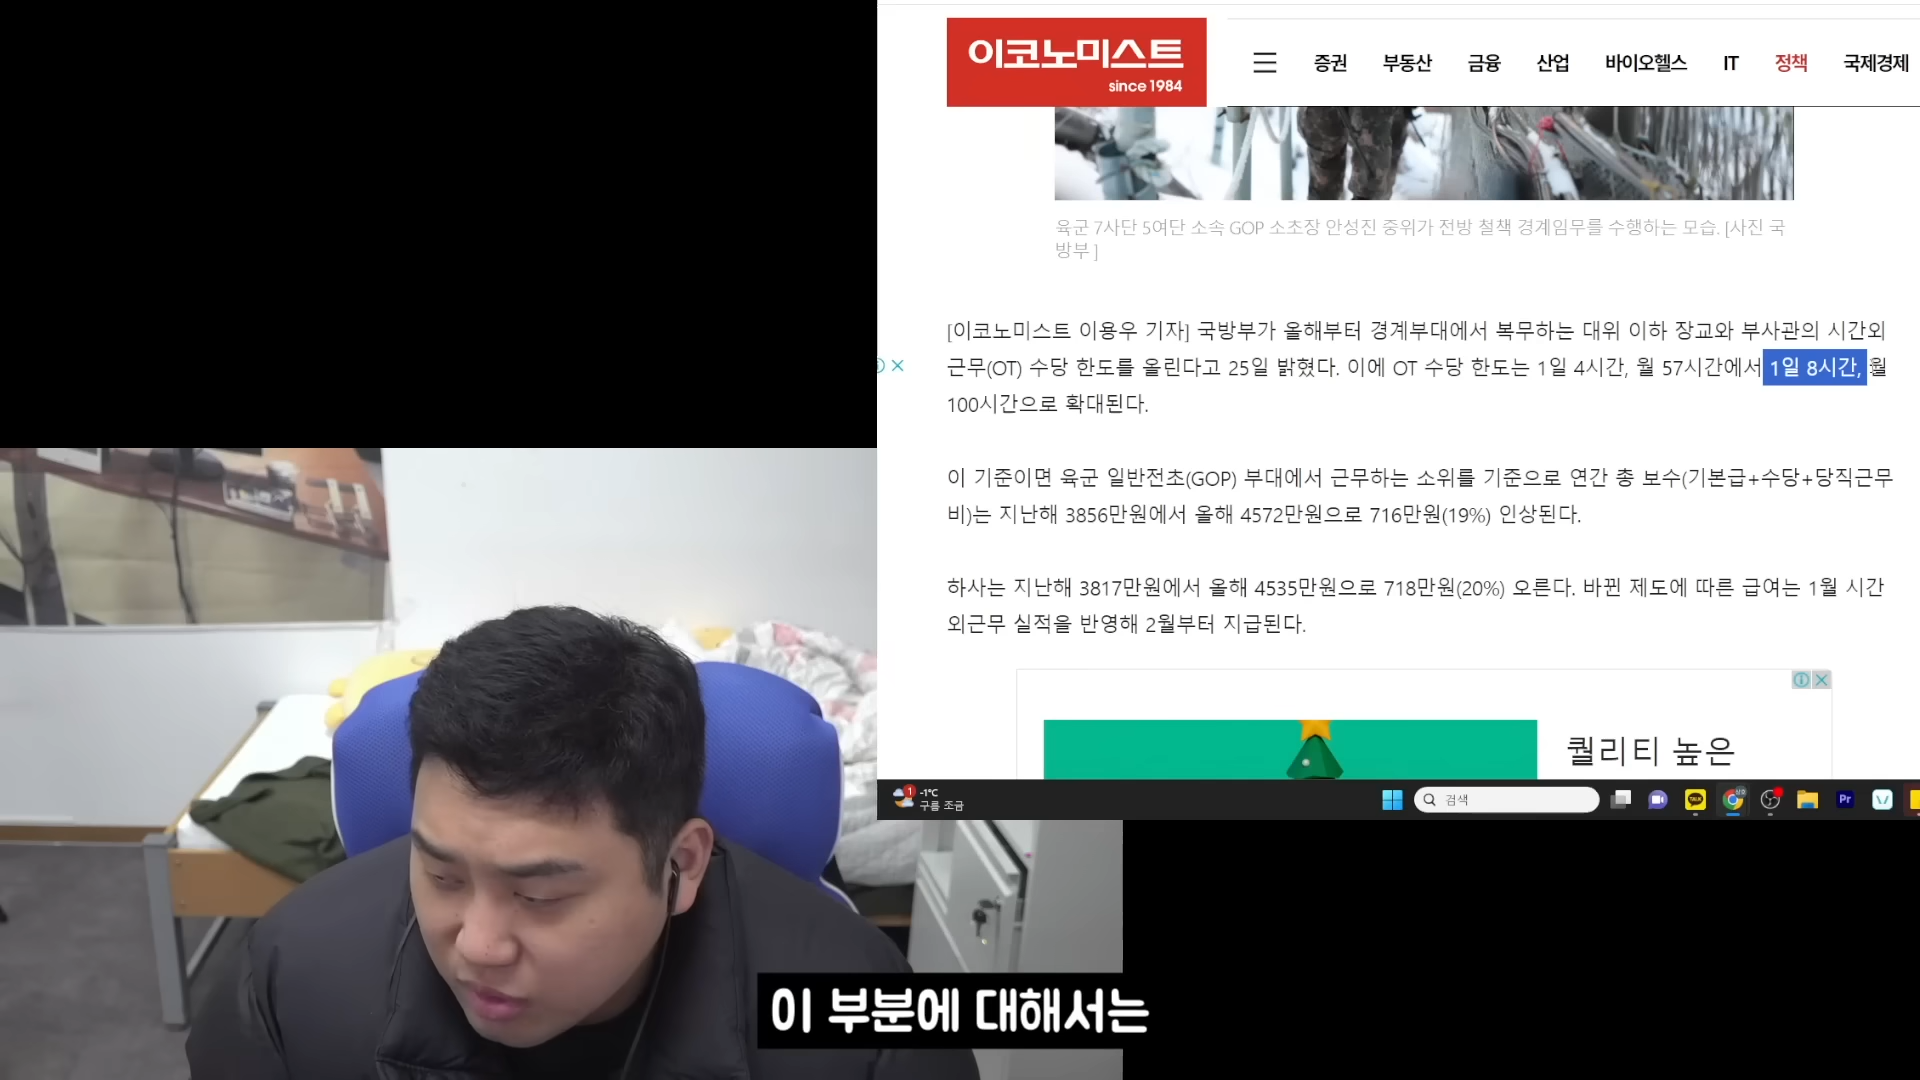 이코노미스트
since 1984
증권 부동산 금융 산업 바이오헬스 IT 정책 국제경제
육군 7사단 5여단 소속 GOP 소초장 안성진 중위가 전방 철책 경계임무를 수행하는 모습. [사진 국
방부 ]
[이코노미스트 이용우 기자] 국방부가 올해부터 경계부대에서 복무하는 대위 이하 장교와 부사관의 시간외
근무(OT) 수당 한도를 올린다고 25일 밝혔다. 이에 OT 수당 한도는 1일 4시간, 월 57시간에서 1일 8시간, 월
100시간으로 확대된다.
이 기준이면 육군 일반전초(GOP) 부대에서 근무하는 소위를 기준으로 연간 총 보수(기본급+수당+당직근무
비)는 지난해 3856만원에서 올해 4572만원으로 716만원(19%) 인상된다.
하사는 지난해 3817만원에서 올해 4535만원으로 718만원(20%) 오른다. 바뀐 제도에 따른 급여는 1월 시간
외근무 실적을 반영해 2월부터 지급된다.
퀄리티 높은
1
-1°C
구름 조금
검색
TALK
Pr
이 부분에 대해서는